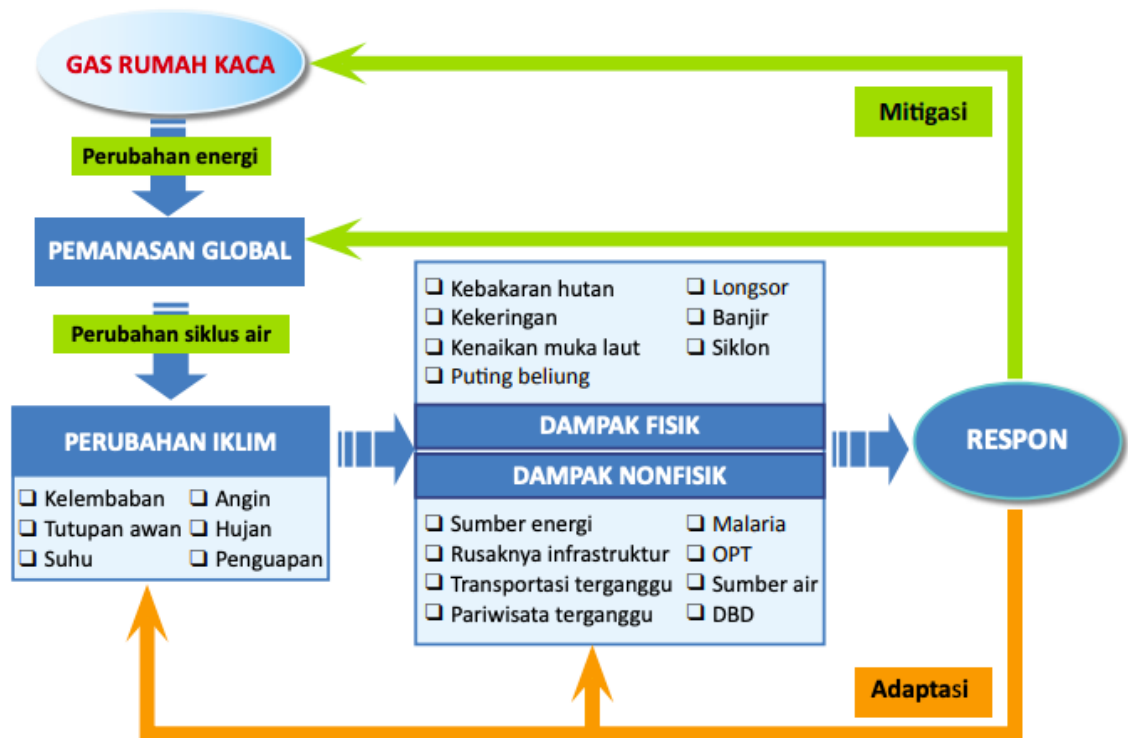 GAS RUMAH KACA
Mitigasi
Perubahan energi
PEMANASAN GLOBAL
Perubahan siklus air
PERUBAHAN IKLIM
❑ Kelembaban
❑ Angin
❑ Tutupan awan
❑ Hujan
❑ Suhu
❑ Penguapan
❑ Kebakaran hutan
❑ Longsor
❑ Kekeringan
❑ Banjir
❑ Kenaikan muka laut
❑ Siklon
❑ Puting beliung
DAMPAK FISIK
DAMPAK NONFISIK
❑ Sumber energi
❑ Malaria
❑ Rusaknya infrastruktur
❑ OPT
❑ Transportasi terganggu
❑ Sumber air
❑ Pariwisata terganggu
❑ DBD
RESPON
Adaptasi